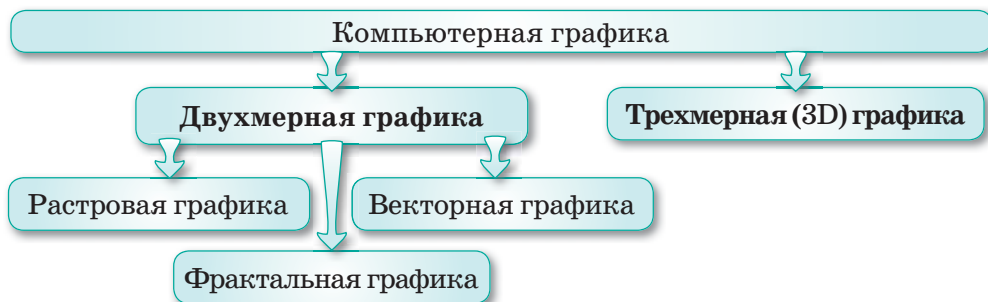 Компьютерная графика
Двухмерная графика
Трехмерная (3D) графика
Растровая графика
Векторная графика
Фрактальная графика